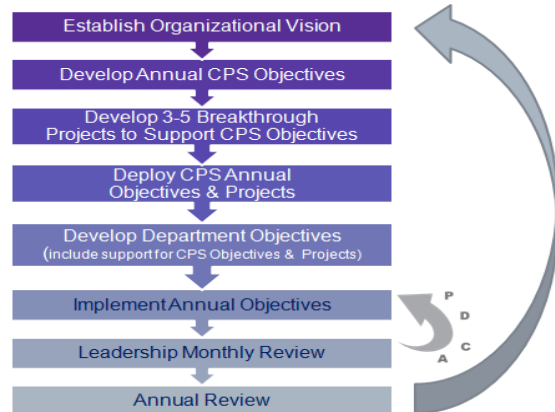 Establish Organizational Vision
Develop Annual CPS Objectives
Develop 3-5 Breakthrough
Projects to Support CPS Objectives
Deploy CPS Annual
Objectives & Projects
Develop Department Objectives
(include support for CPS Objectives & Projects)
Implement Annual Objectives
P
D
C
A
Leadership Monthly Review
Annual Review